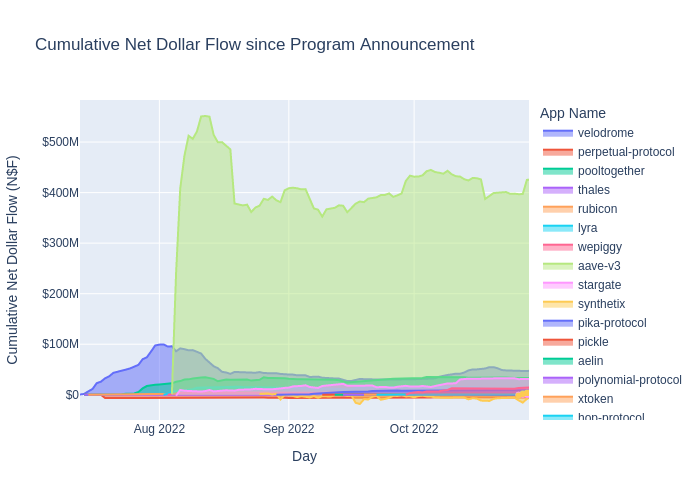 Cumulative Net Dollar Flow since Program Announcement
App Name
velodrome
perpetual-protocol
pooltogether
thales
rubicon
lyra
wepiggy
aave-v3
stargate
synthetix
pika-protocol
pickle
aelin
polynomial-protocol
xtoken
hop-protocol
Cumulative Net Dollar Flow (N$F)
$500M
$400M
$300M
$200M
$100M
$0
Aug 2022
Sep 2022
Oct 2022
Day